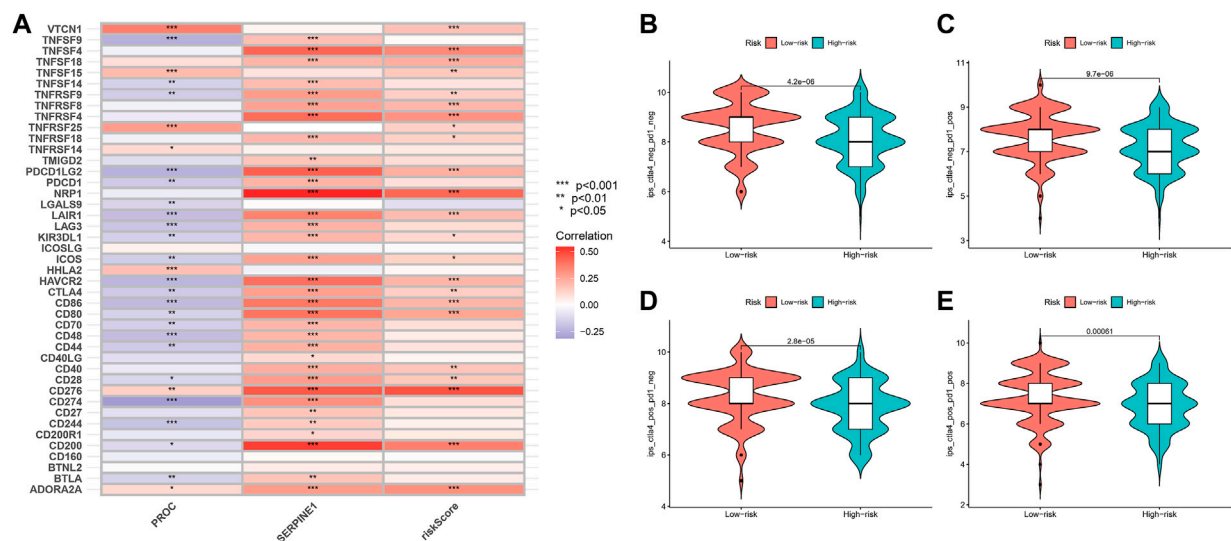 A
VTCN1 *** ***
TNFSF9 *** ***
TNFSF4 *** ***
TNFSF18 *** ***
TNFSF15 *** **
TNFSF14 ** ***
TNFRSF9 ** *** **
TNFRSF8 *** ***
TNFRSF4 *** ***
TNFRSF25 *** *
TNFRSF18 *** *
TNFRSF14 *
TMIGD2 **
PDCD1LG2 *** *** ***
PDCD1 ** ***
NRP1 *** ***
LGALS9 **
LAIR1 *** *** ***
LAG3 *** ***
KIR3DL1 ** *** *
ICOSLG
ICOS ** *** *
HHLA2 ***
HAVCR2 *** *** ***
CTLA4 ** *** **
CD86 *** *** ***
CD80 ** *** ***
CD70 ** ***
CD48 *** ***
CD44 ** ***
CD40LG *
CD40 *** **
CD28 * *** **
CD276 ** *** ***
CD274 *** ***
CD27 **
CD244 *** **
CD200R1 *
CD200 * *** ***
CD160
BTNL2
BTLA ** **
ADORA2A * *** ***
PROC SERPINE1 riskScore
*** p<0.001
** p<0.01
* p<0.05
Correlation
0.50
0.25
0.00
−0.25
B
Risk Low−risk High−risk
4.2e−06
ips_ctla4_neg_pd1_neg
10
8
6
4
Low−risk High−risk
C
Risk Low−risk High−risk
9.7e−06
ips_ctla4_neg_pd1_pos
11
9
7
5
3
Low−risk High−risk
D
Risk Low−risk High−risk
2.8e−05
ips_ctla4_pos_pd1_neg
10
8
6
4
Low−risk High−risk
E
Risk Low−risk High−risk
0.00061
ips_ctla4_pos_pd1_pos
10
8
6
4
2
Low−risk High−risk